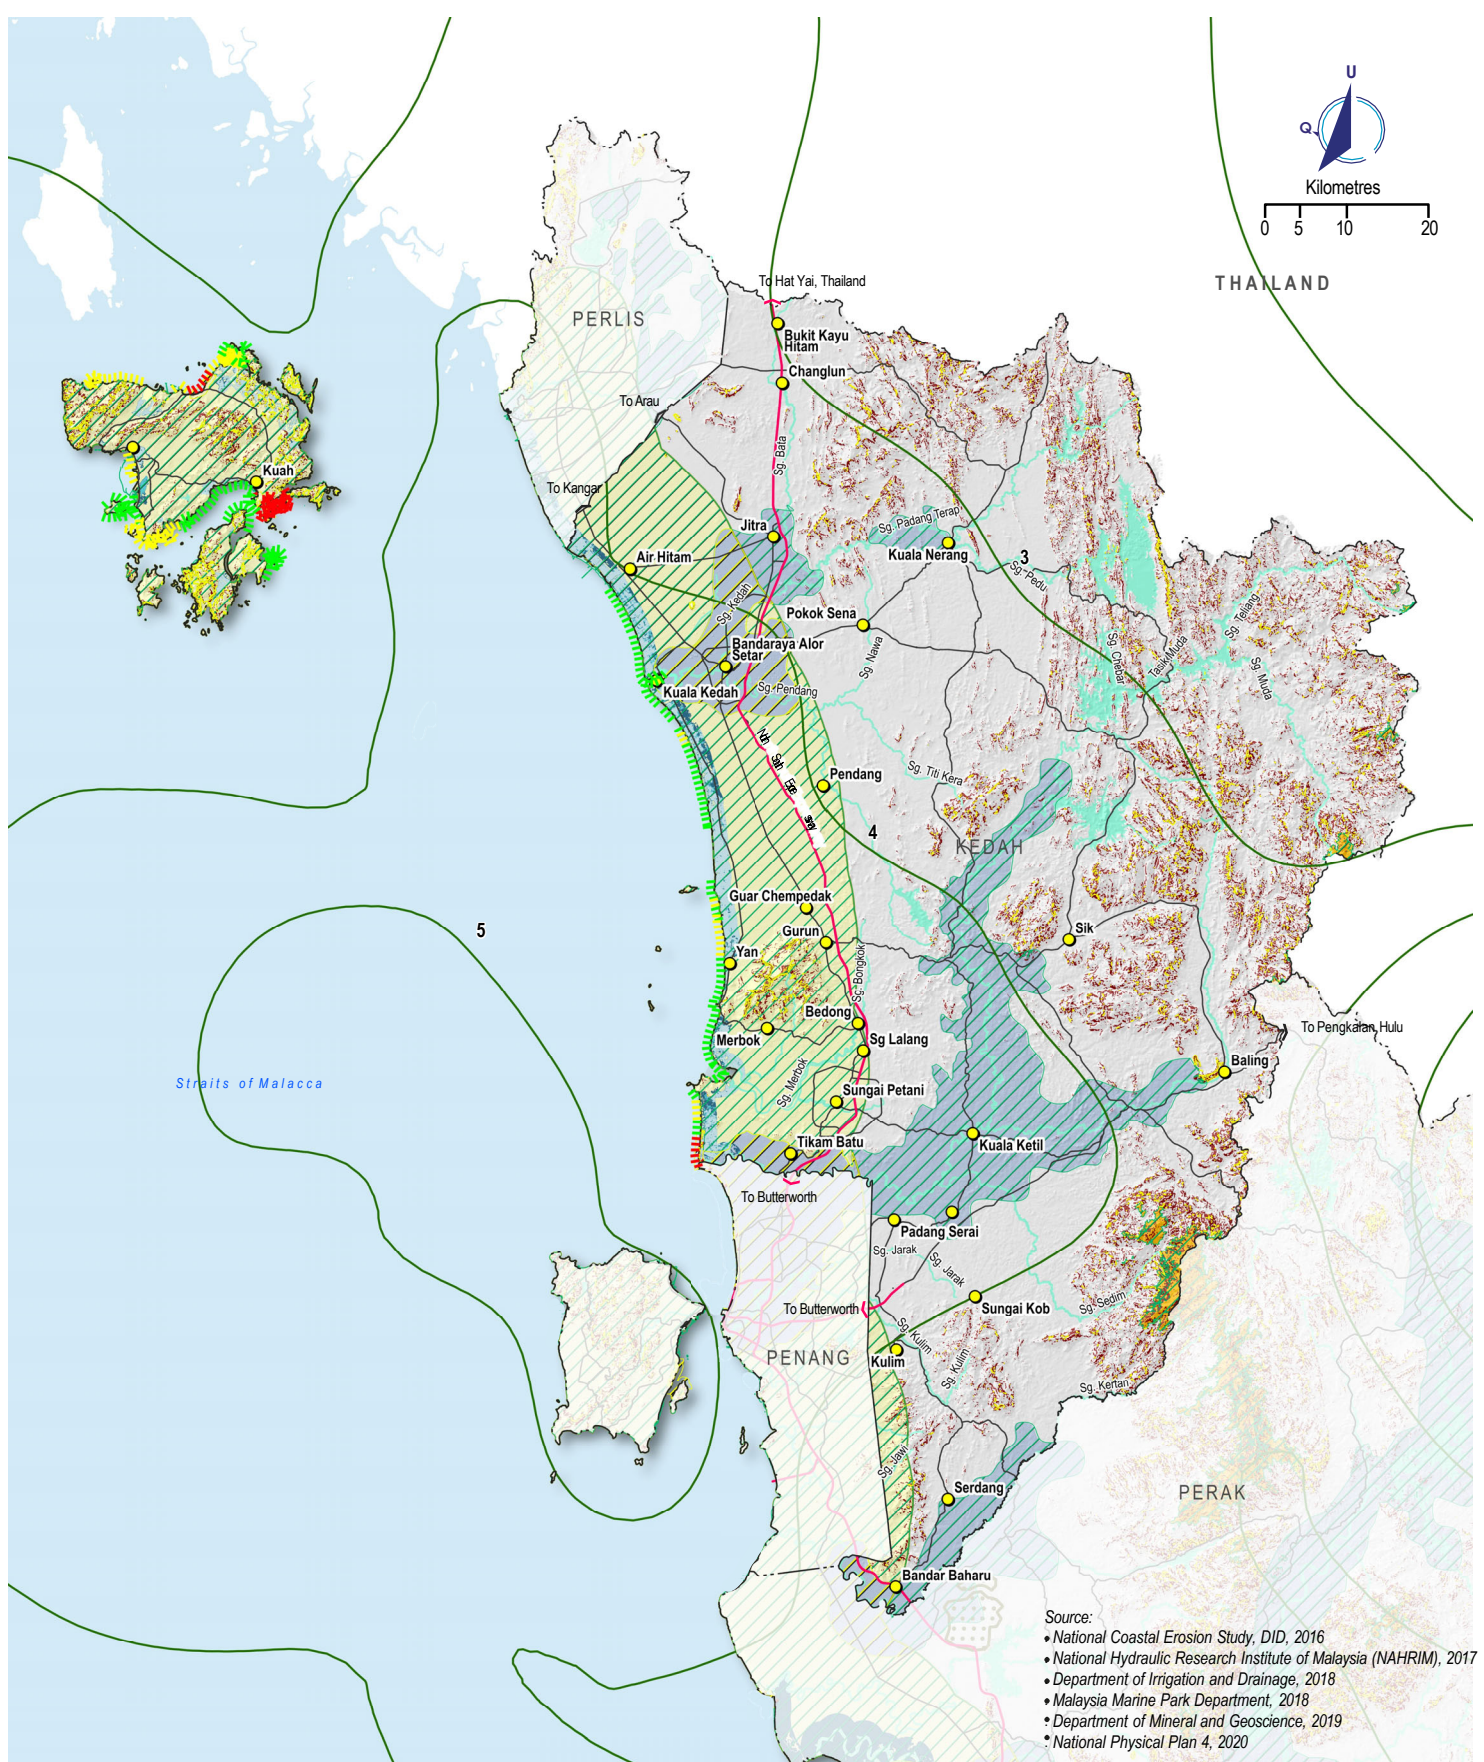 U
Q
Kilometres
0 5 10 20
THAILAND
To Hat Yai, Thailand
PERLIS
Bukit Kayu
Hitam
Changlun
To Arau
Sg. Bata
Kuah
To Kangar
Jitra
Sg. Padang Terap
Kuala Nerang
3
Air Hitam
Sg. Pedu
Sg. Kedah
Pokok Sena
Sg. Teliang
Bandaraya Alor
Setar
Sg. Nawa
Sg. Chebar
Tasik Muda
Sg. Muda
Kuala Kedah
Sg. Pendang
Pendang
Sg. Titi Kera
4
KEDAH
Guar Chempedak
5
Gurun
Sik
Yan
Sg. Bongkok
Bedong
To Pengkalan Hulu
Merbok
Sg Lalang
Straits of Malacca
Sg. Merbok
Baling
Sungai Petani
Tikam Batu
Kuala Ketil
To Butterworth
Padang Serai
Sg. Jarak
Sg. Jarak
Sg. Sedim
Sungai Kob
To Butterworth
Sg. Kulim
PENANG
Kulim
Sg. Kulim
Sg. Kertan
Sg. Jawi
Serdang
PERAK
Bandar Baharu
Source:
• National Coastal Erosion Study, DID, 2016
• National Hydraulic Research Institute of Malaysia (NAHRIM), 2017
• Department of Irrigation and Drainage, 2018
• Malaysia Marine Park Department, 2018
• Department of Mineral and Geoscience, 2019
• National Physical Plan 4, 2020